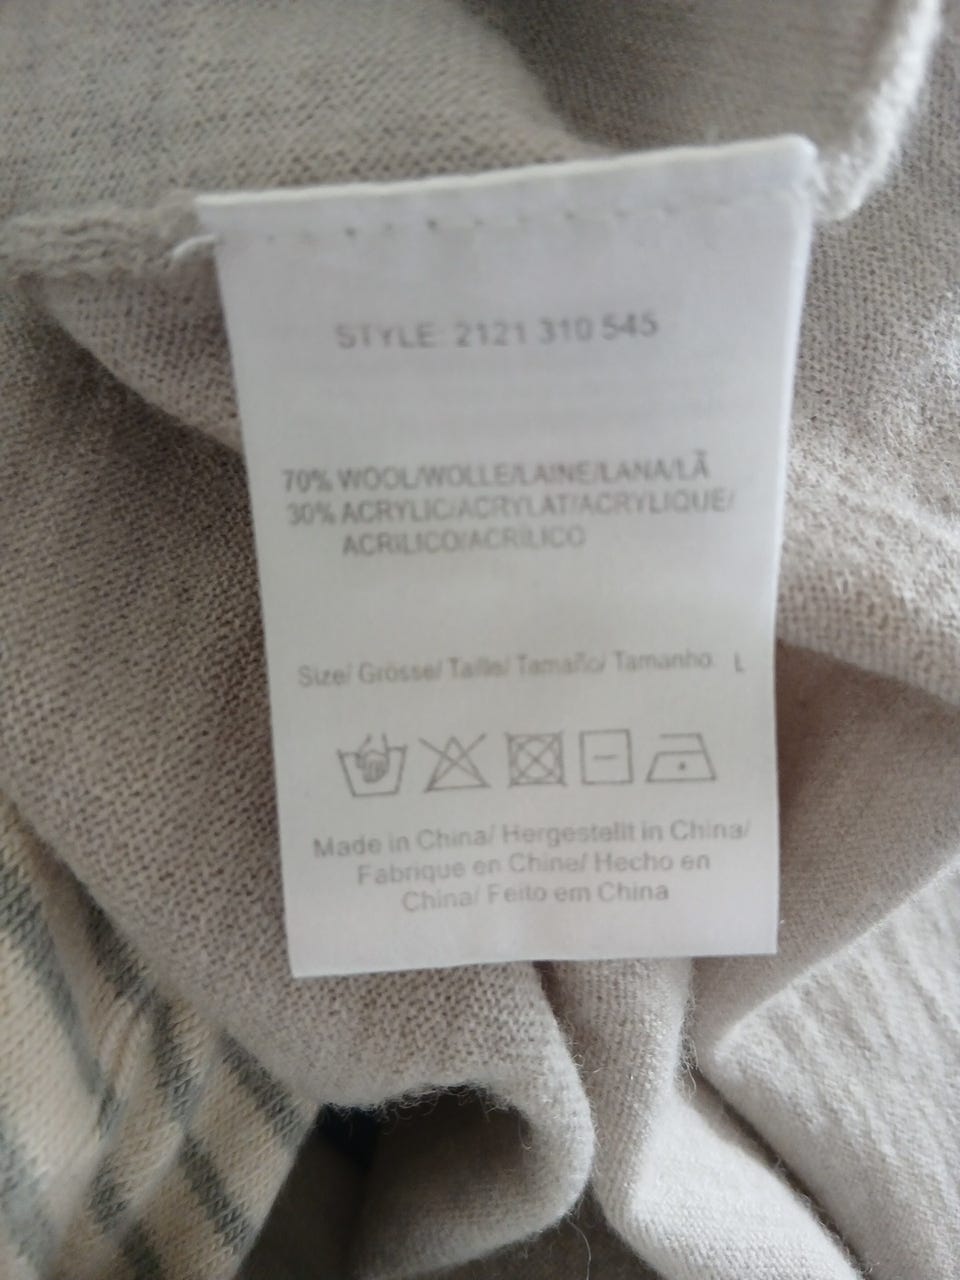 STYLE: 2121 310 545
70% WOOL/WOLLE/LAINE/LANA/LÃ
30% ACRYLIC/ACRYLAT/ACRYLIQUE/
ACRILICO/ACRILICO
Size/ Grösse/ Taille/ Tamaño/ Tamanho: L
Made in China/ Hergestellt in China/
Fabrique en Chine/ Hecho en
China/ Feito em China